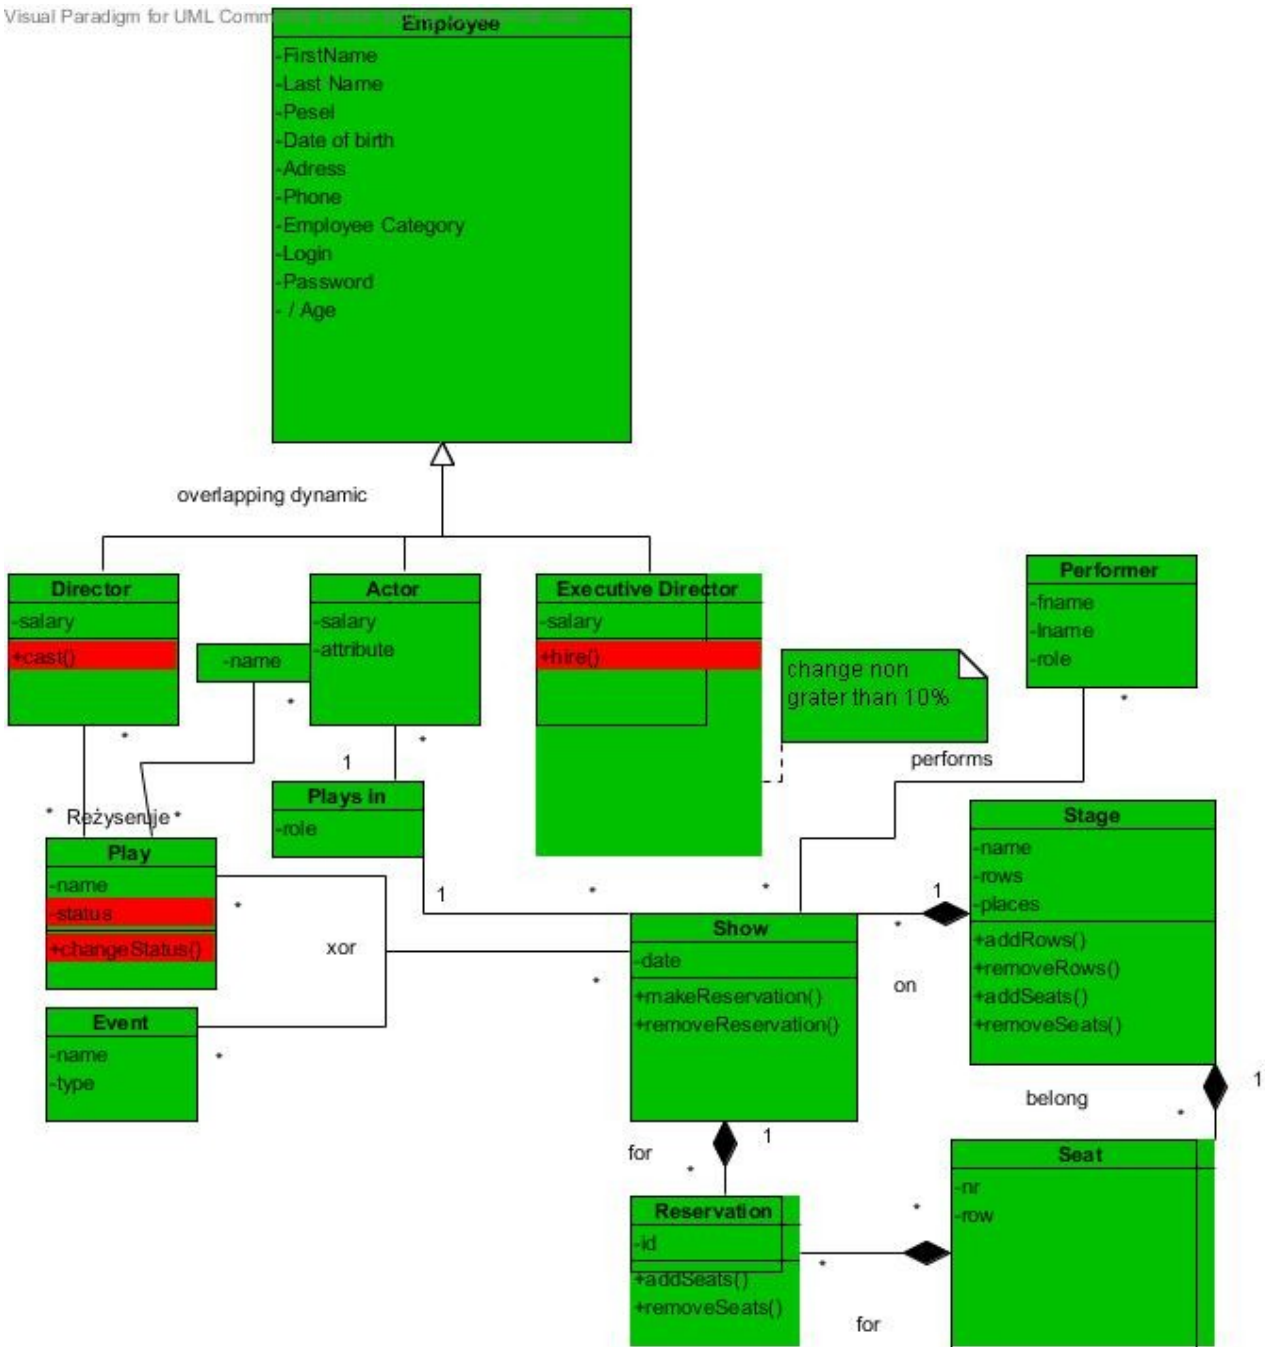 Visual Paradigm for UML Comm
Employee
-FirstName
-Last Name
-Pesel
-Date of birth
-Adress
-Phone
-Employee Category
-Login
-Password
- / Age
overlapping dynamic
Director
-salary
+cast()
-name
*
Actor
-salary
-attribute
Executive Director
-salary
+hire()
change non
grater than 10%
Performer
-fname
-lname
-role
*
*
*
1
performs
* Reżyseruje *
Plays in
-role
1
*
*
Play
-name
-status
+changeStatus()
*
xor
Event
-name
-type
*
Show
-date
+makeReservation()
+removeReservation()
*
1
*
on
Stage
-name
-rows
-places
+addRows()
+removeRows()
+addSeats()
+removeSeats()
1
belong
*
for
1
*
Reservation
-id
+addSeats()
+removeSeats()
*
*
for
Seat
-nr
-row